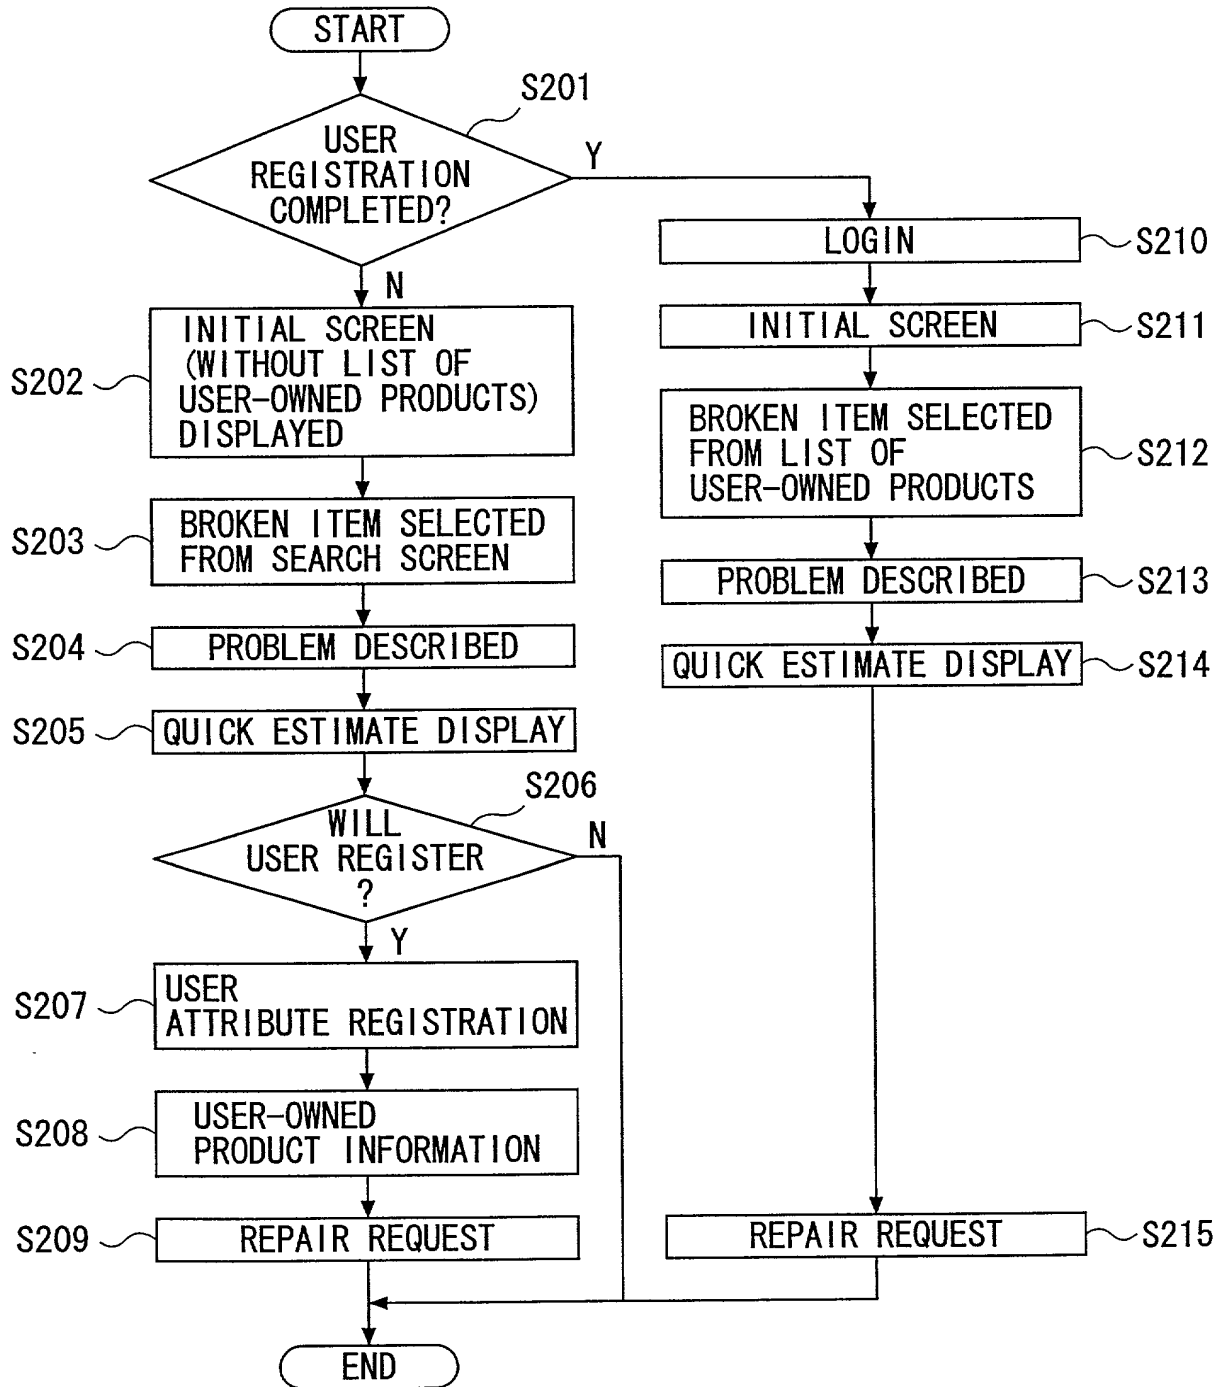 START
S201
USER
REGISTRATION
COMPLETED?
Y
N
INITIAL SCREEN
(WITHOUT LIST OF
USER-OWNED PRODUCTS)
DISPLAYED
S202
BROKEN ITEM SELECTED
FROM SEARCH SCREEN
S203
PROBLEM DESCRIBED
S204
QUICK ESTIMATE DISPLAY
S205
S206
WILL
USER REGISTER
?
N
Y
USER
ATTRIBUTE REGISTRATION
S207
USER-OWNED
PRODUCT INFORMATION
S208
REPAIR REQUEST
S209
LOGIN
S210
INITIAL SCREEN
S211
BROKEN ITEM SELECTED
FROM LIST OF
USER-OWNED PRODUCTS
S212
PROBLEM DESCRIBED
S213
QUICK ESTIMATE DISPLAY
S214
REPAIR REQUEST
S215
END